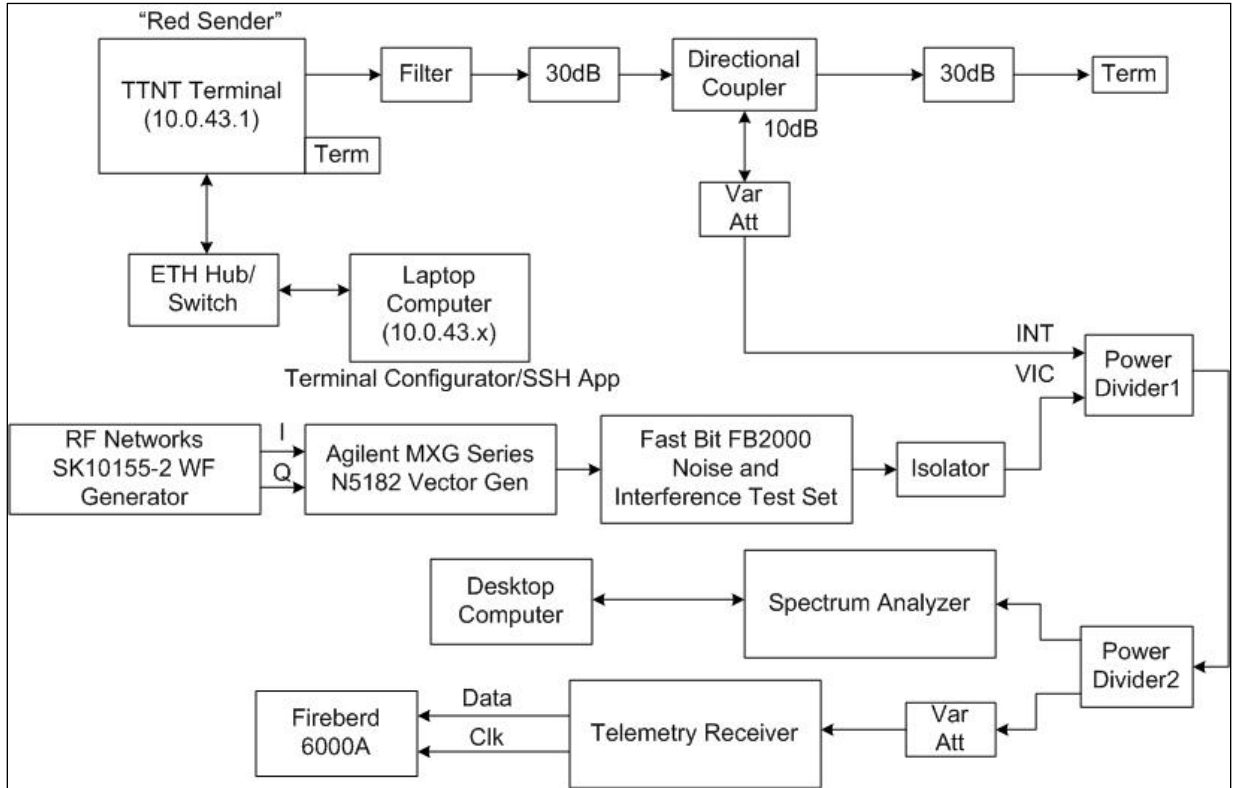 "Red Sender"
TTNT Terminal
(10.0.43.1)
Term
Filter
30dB
Directional
Coupler
10dB
30dB
Term
Var
Att
ETH Hub/
Switch
Laptop
Computer
(10.0.43.x)
Terminal Configurator/SSH App
INT
VIC
Power
Divider1
RF Networks
SK10155-2 WF
Generator
I
Q
Agilent MXG Series
N5182 Vector Gen
Fast Bit FB2000
Noise and
Interference Test Set
Isolator
Desktop
Computer
Spectrum Analyzer
Power
Divider2
Fireberd
6000A
Data
Clk
Telemetry Receiver
Var
Att